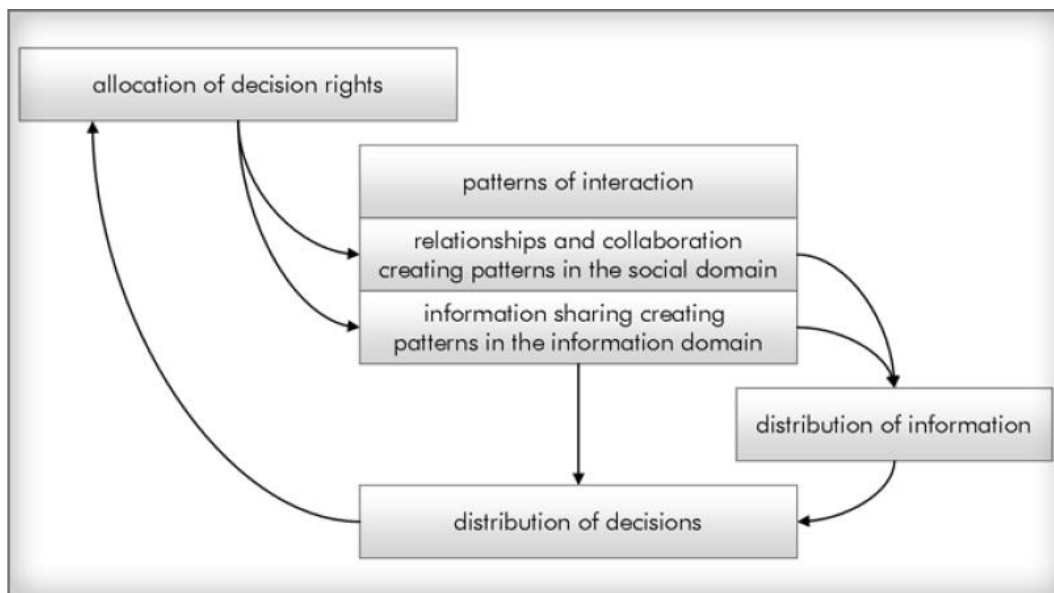 allocation of decision rights
patterns of interaction
relationships and collaboration
creating patterns in the social domain
information sharing creating
patterns in the information domain
distribution of information
distribution of decisions